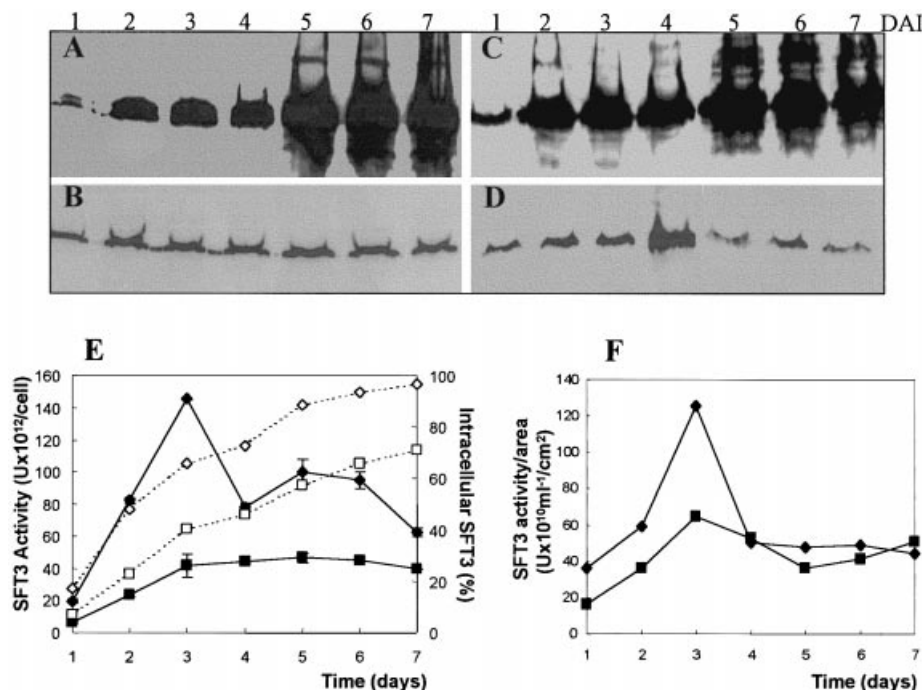 1 2 3 4 5 6 7 1 2 3 4 5 6 7 DAI
A C
B D
E
160 140 120 100 80 60 40 20 0
SFT3 Activity (Ux10¹²/cell)
100 80 60 40 20 0
Intracellular SFT3 (%)
1 2 3 4 5 6 7
Time (days)
F
140 120 100 80 60 40 20 0
SFT3 activity/area
(Ux10¹⁰ml⁻¹/cm²)
1 2 3 4 5 6 7
Time (days)